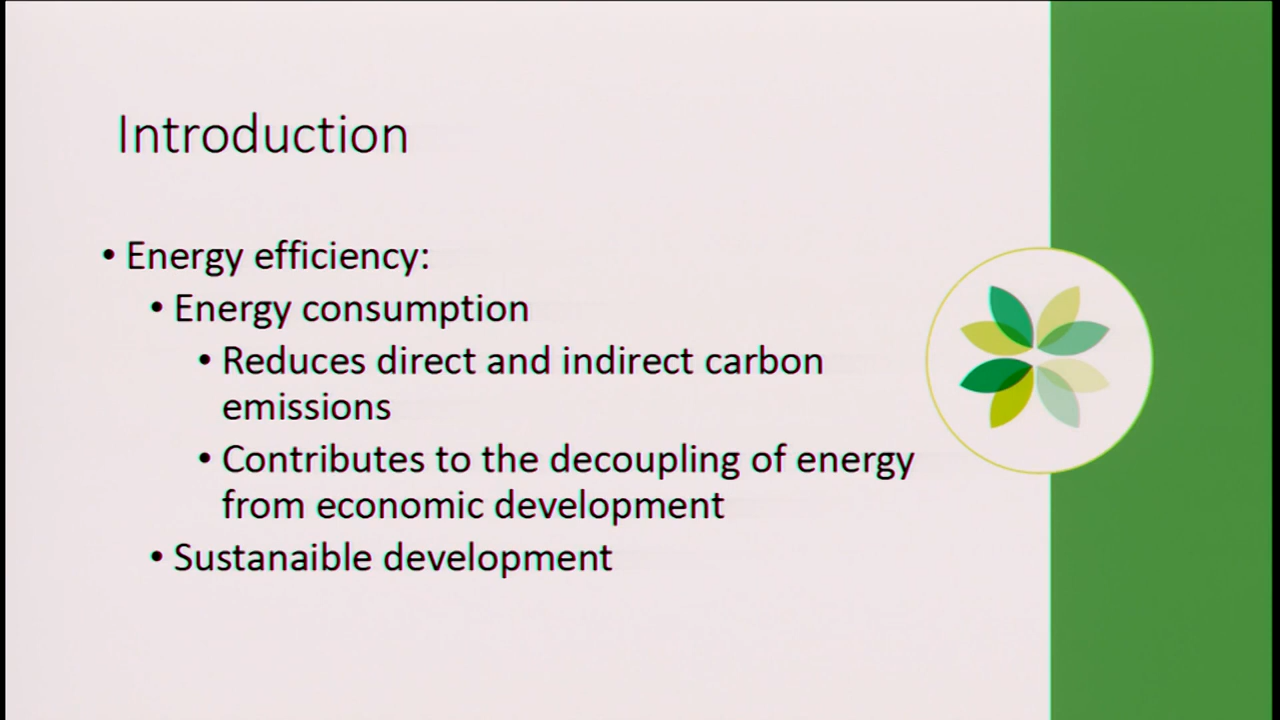 Introduction
• Energy efficiency:
• Energy consumption
• Reduces direct and indirect carbon
emissions
• Contributes to the decoupling of energy
from economic development
• Sustanaible development